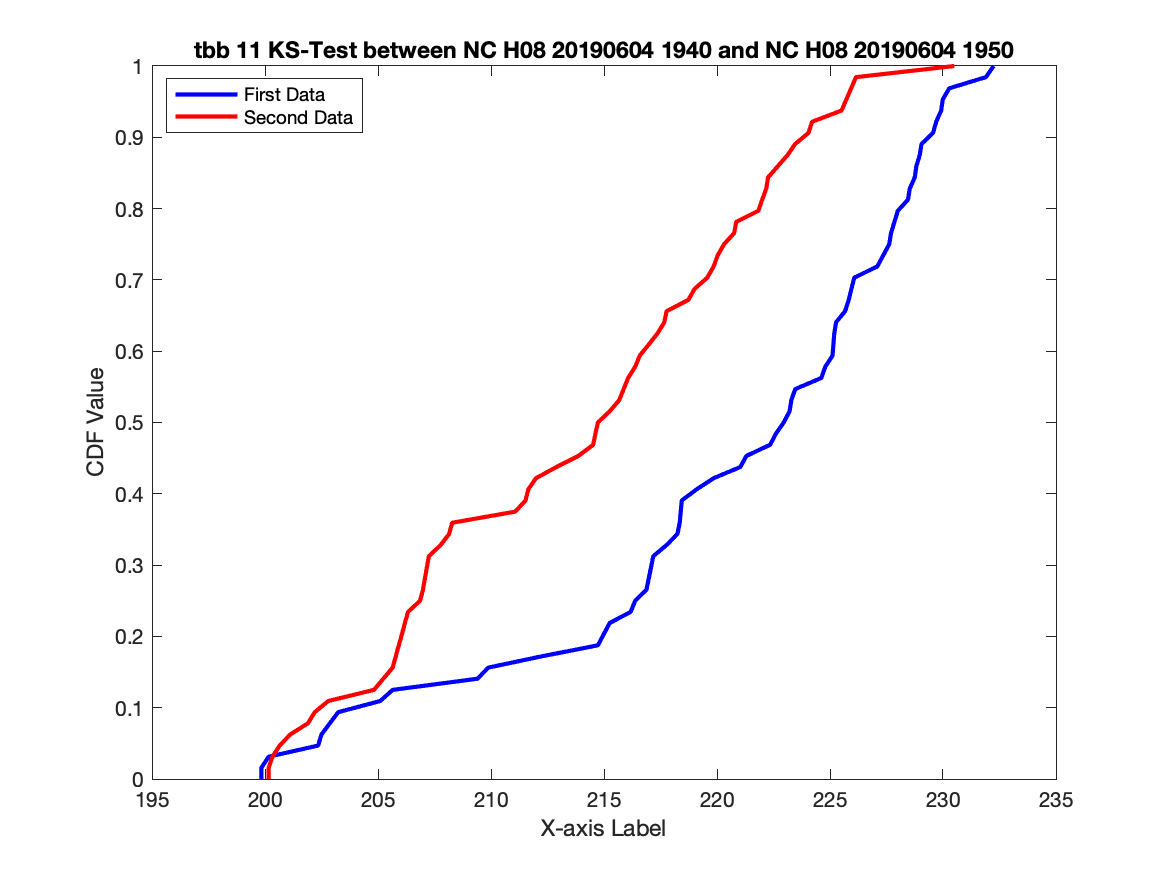 tbb 11 KS-Test between NC H08 20190604 1940 and NC H08 20190604 1950
First Data
Second Data
1
0.9
0.8
0.7
0.6
0.5
0.4
0.3
0.2
0.1
0
CDF Value
195 200 205 210 215 220 225 230 235
X-axis Label